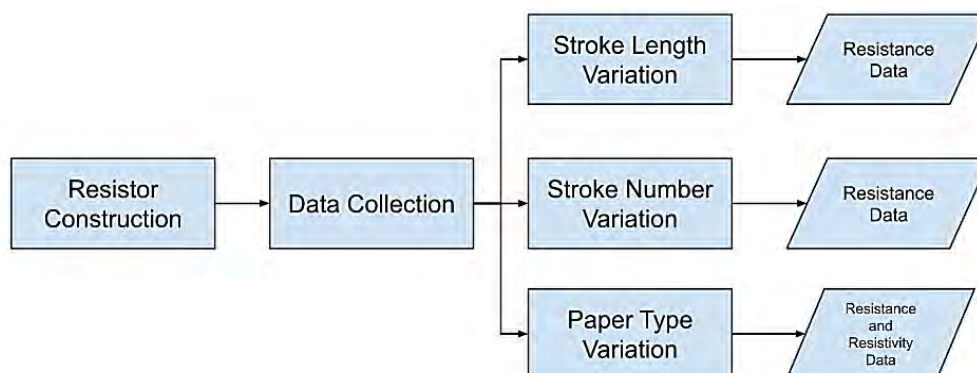 Stroke Length
Variation
Resistance
Data
Resistor
Construction
Data Collection
Stroke Number
Variation
Resistance
Data
Paper Type
Variation
Resistance
and
Resistivity
Data